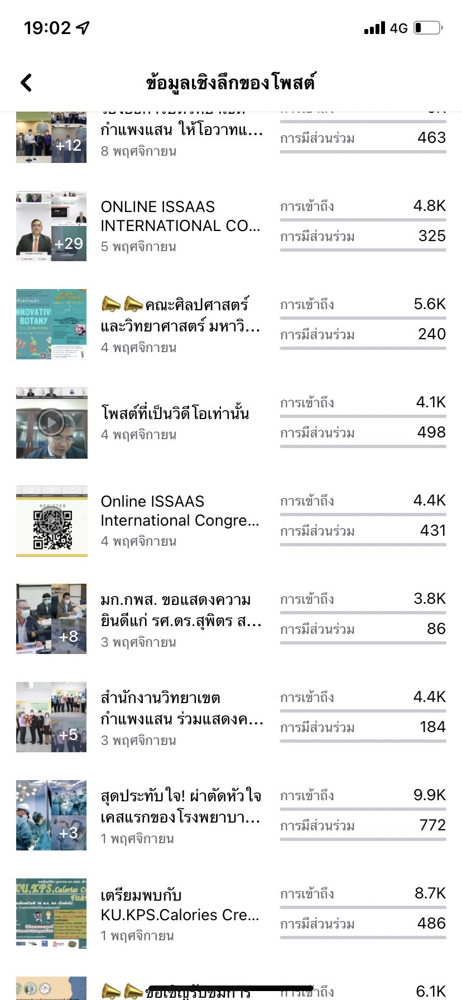 19:02
4G
ข้อมูลเชิงลึกของโพสต์
กำแพงแสน ให้โอวาทแ...
8 พฤศจิกายน
+12
การมีส่วนร่วม 463
ONLINE ISSAAS
INTERNATIONAL CO...
5 พฤศจิกายน
+29
การเข้าถึง 4.8K
การมีส่วนร่วม 325
📣📣คณะศิลปศาสตร์
และวิทยาศาสตร์ มหาวิ...
4 พฤศจิกายน
INNOVATIVE
BOTANY
การเข้าถึง 5.6K
การมีส่วนร่วม 240
โพสต์ที่เป็นวิดีโอเท่านั้น
4 พฤศจิกายน
การเข้าถึง 4.1K
การมีส่วนร่วม 498
REGISTER
Online ISSAAS
International Congre...
4 พฤศจิกายน
การเข้าถึง 4.4K
การมีส่วนร่วม 431
มก.กพส. ขอแสดงความ
ยินดีแก่ รศ.ดร.สุพิตร ส...
3 พฤศจิกายน
+8
การเข้าถึง 3.8K
การมีส่วนร่วม 86
สำนักงานวิทยาเขต
กำแพงแสน ร่วมแสดงค...
3 พฤศจิกายน
+5
การเข้าถึง 4.4K
การมีส่วนร่วม 184
สุดประทับใจ! ผ่าตัดหัวใจ
เคสแรกของโรงพยาบา...
1 พฤศจิกายน
+3
การเข้าถึง 9.9K
การมีส่วนร่วม 772
KU.KPS.Calories
เตรียมพบกับ
KU.KPS.Calories Cre...
1 พฤศจิกายน
การเข้าถึง 8.7K
การมีส่วนร่วม 486
📣📣ขอเชิญรับชมการ
การเข้าถึง 6.1K